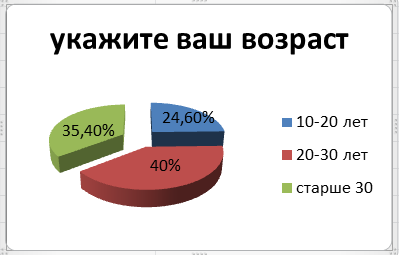 укажите ваш возраст
24,60%
35,40%
40%
10-20 лет
20-30 лет
старше 30